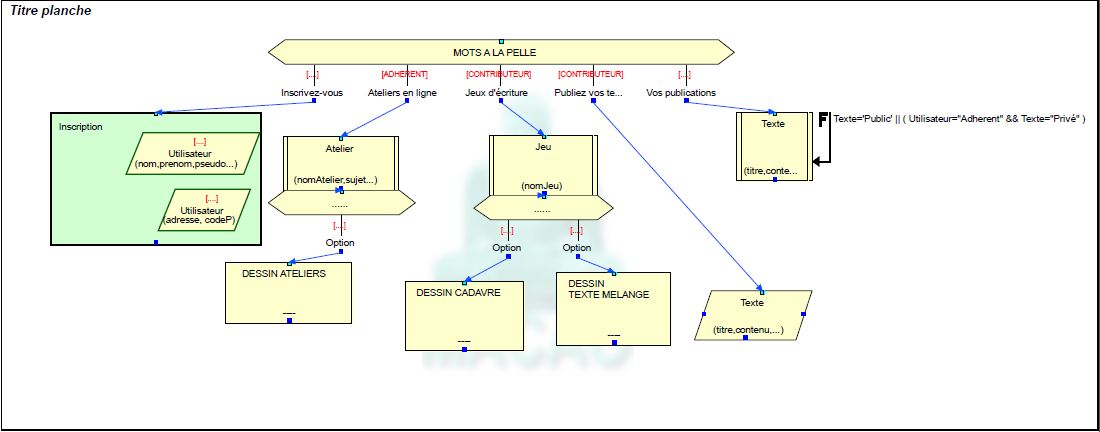 Titre planche
MOTS A LA PELLE
[....]
[ADHERENT]
[CONTRIBUTEUR]
[CONTRIBUTEUR]
[....]
Inscrivez-vous
Ateliers en ligne
Jeux d'écriture
Publiez vos te...
Vos publications
Inscription
[....]
Utilisateur
(nom,prenom,pseudo...)
[....]
Utilisateur
(adresse, codeP)
Atelier
(nomAtelier,sujet...)
......
[....]
Option
DESSIN ATELIERS
----
Jeu
(nomJeu)
......
[....]
[....]
Option
Option
DESSIN CADAVRE
----
DESSIN
TEXTE MELANGE
----
Texte
(titre,conte...
F
Texte='Public' || ( Utilisateur="Adherent" && Texte="Privé" )
Texte
(titre,contenu,...)
MACAO